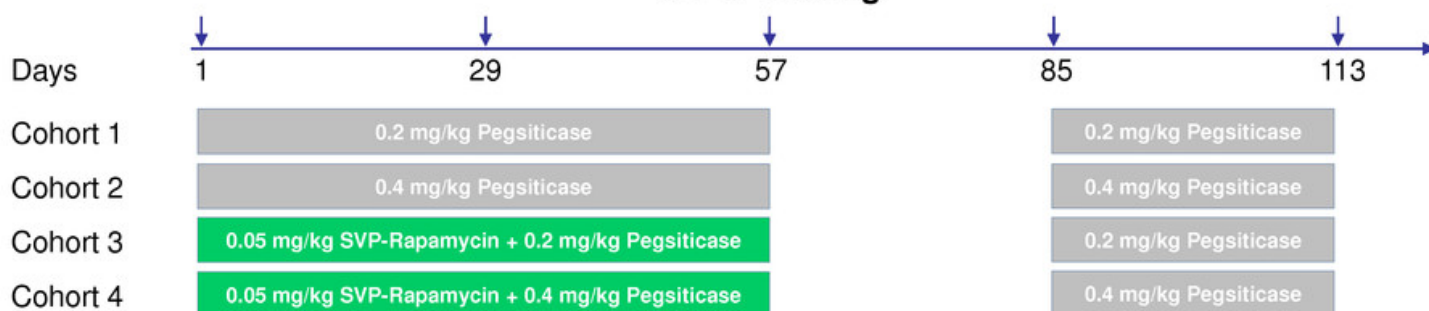 Days 1 29 57 85 113
Cohort 1 0.2 mg/kg Pegsiticase 0.2 mg/kg Pegsiticase
Cohort 2 0.4 mg/kg Pegsiticase 0.4 mg/kg Pegsiticase
Cohort 3 0.05 mg/kg SVP-Rapamycin + 0.2 mg/kg Pegsiticase 0.2 mg/kg Pegsiticase
Cohort 4 0.05 mg/kg SVP-Rapamycin + 0.4 mg/kg Pegsiticase 0.4 mg/kg Pegsiticase